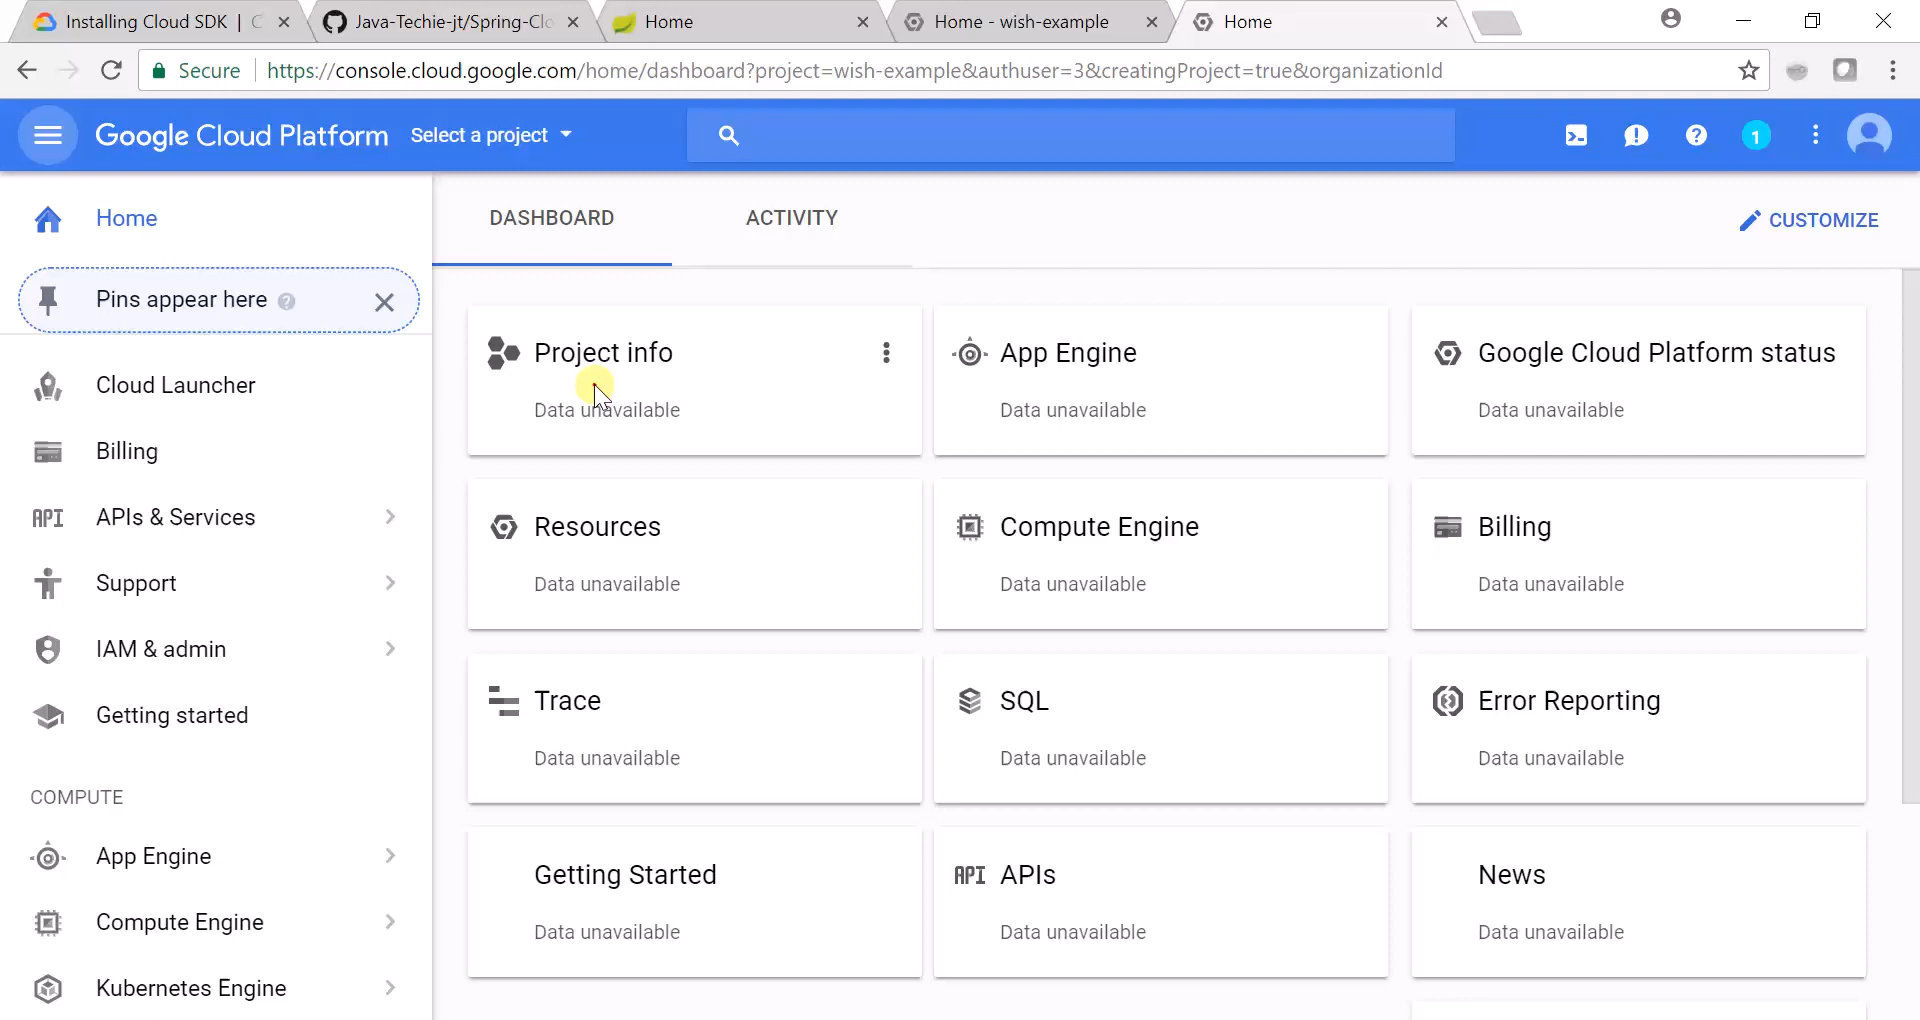 Installing Cloud SDK | C
Java-Techie-jt/Spring-Clo
Home
Home - wish-example
Home
Secure
https://console.cloud.google.com/home/dashboard?project=wish-example&authuser=3&creatingProject=true&organizationId
Google Cloud Platform
Select a project
1
Home
DASHBOARD
ACTIVITY
CUSTOMIZE
Pins appear here
Cloud Launcher
Billing
API APIs & Services
Support
IAM & admin
Getting started
COMPUTE
App Engine
Compute Engine
Kubernetes Engine
Project info
Data unavailable
App Engine
Data unavailable
Google Cloud Platform status
Data unavailable
Resources
Data unavailable
Compute Engine
Data unavailable
Billing
Data unavailable
Trace
Data unavailable
SQL
Data unavailable
Error Reporting
Data unavailable
Getting Started
Data unavailable
API APIs
Data unavailable
News
Data unavailable